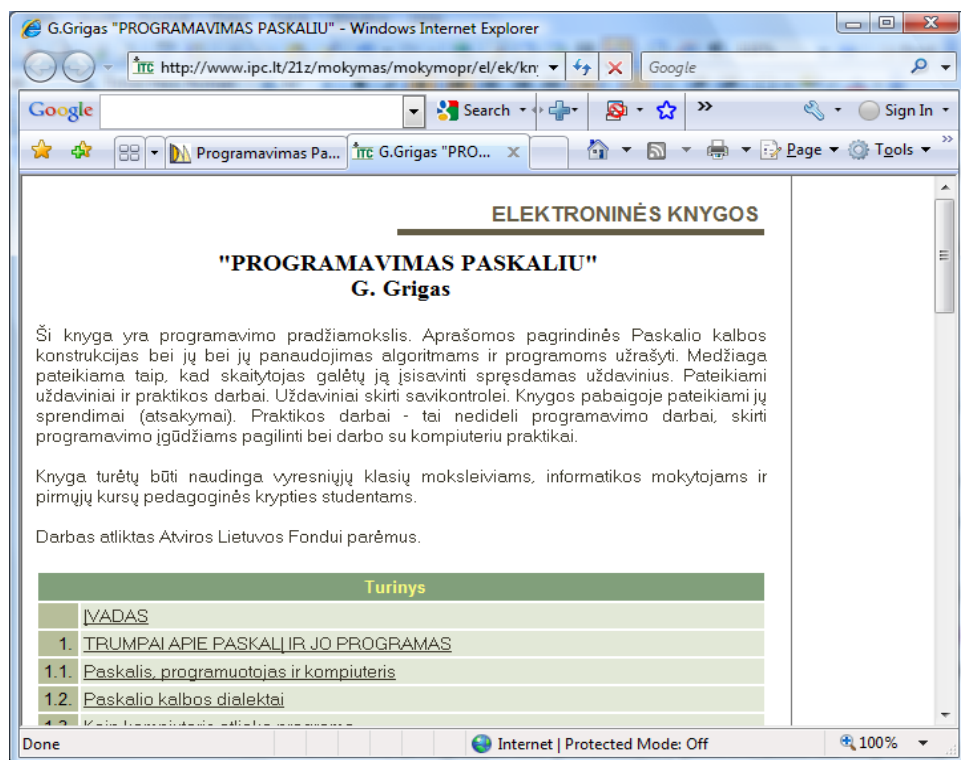 G.Grigas "PROGRAMAVIMAS PASKALIU" - Windows Internet Explorer
http://www.ipc.lt/21z/mokymas/mokymopr/el/ek/kn
Google
Google
Search
Sign In
Programavimas Pa...
G.Grigas "PRO...
Page
Tools
ELEKTRONINĖS KNYGOS
"PROGRAMAVIMAS PASKALIU"
G. Grigas
Ši knyga yra programavimo pradžiamokslis. Aprašomos pagrindinės Paskalio kalbos
konstrukcijas bei jų bei jų panaudojimas algoritmams ir programoms užrašyti. Medžiaga
pateikiama taip, kad skaitytojas galėtų ją įsisavinti spręsdamas uždavinius. Pateikiami
uždaviniai ir praktikos darbai. Uždaviniai skirti savikontrolei. Knygos pabaigoje pateikiami jų
sprendimai (atsakymai). Praktikos darbai - tai nedideli programavimo darbai, skirti
programavimo įgūdžiams pagilinti bei darbo su kompiuteriu praktikai.
Knyga turėtų būti naudinga vyresniųjų klasių moksleiviams, informatikos mokytojams ir
pirmųjų kursų pedagoginės krypties studentams.
Darbas atliktas Atviros Lietuvos Fondui parėmus.
Turinys
ĮVADAS
1. TRUMPAI APIE PASKALĮ IR JO PROGRAMAS
1.1. Paskalis, programuotojas ir kompiuteris
1.2. Paskalio kalbos dialektai
Done
Internet | Protected Mode: Off
100%